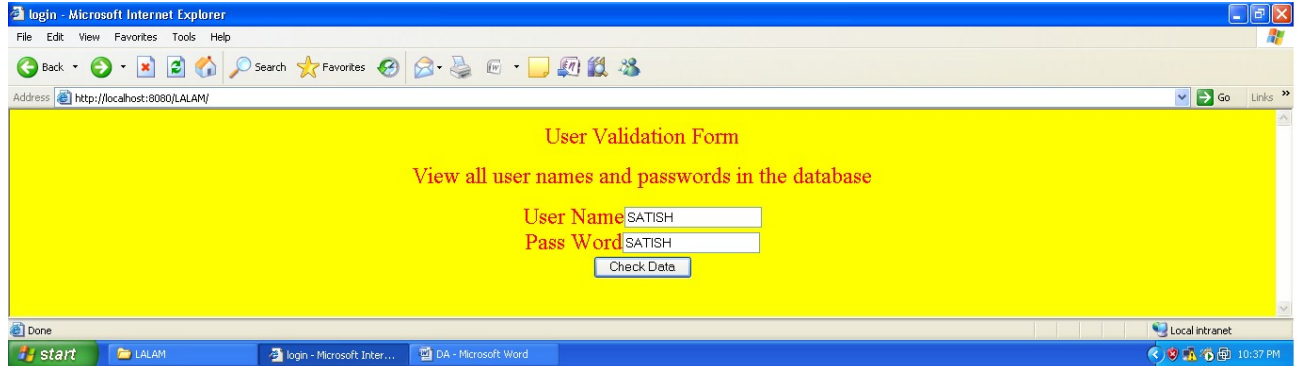 login - Microsoft Internet Explorer
File Edit View Favorites Tools Help
Back Search Favorites
Address http://localhost:8080/LALAM/ Go Links »
User Validation Form
View all user names and passwords in the database
User Name SATISH
Pass Word SATISH
Check Data
Done Local intranet
start LALAM login - Microsoft Inter... DA - Microsoft Word 10:37 PM